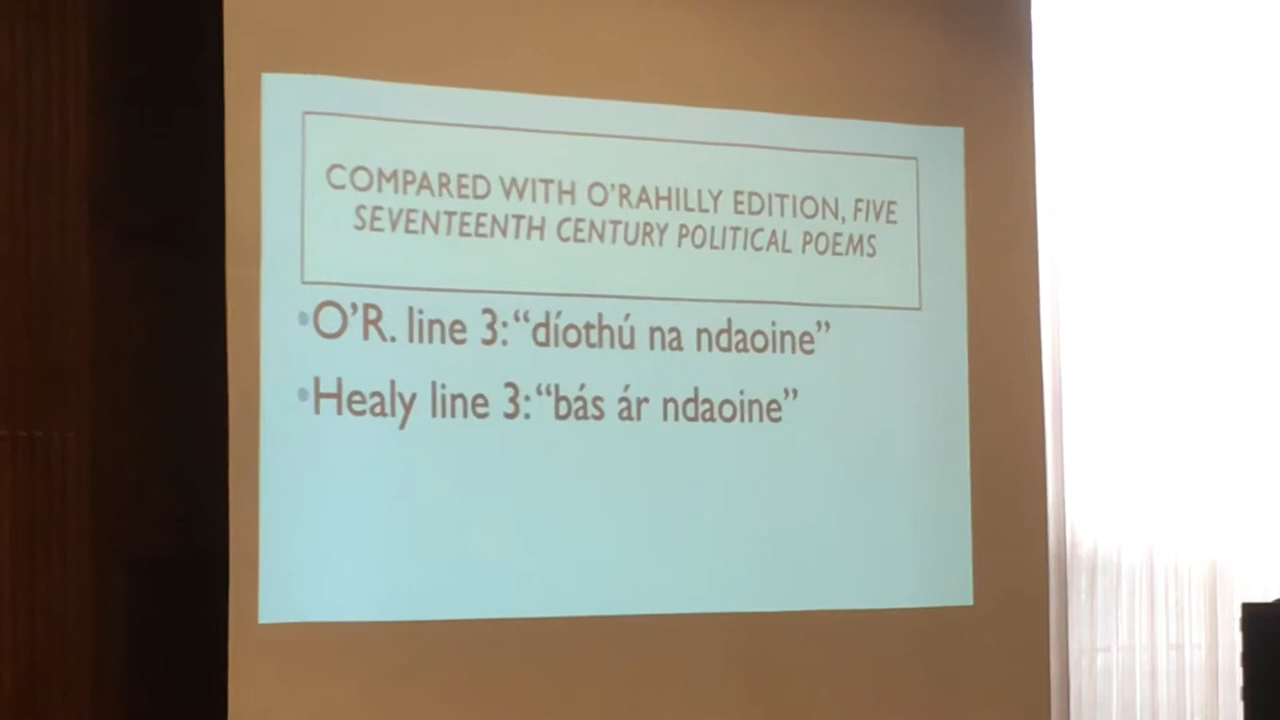 COMPARED WITH O'RAHILLY EDITION, FIVE
SEVENTEENTH CENTURY POLITICAL POEMS
•O'R. line 3: “díothú na ndaoine”
•Healy line 3: “bás ár ndaoine”